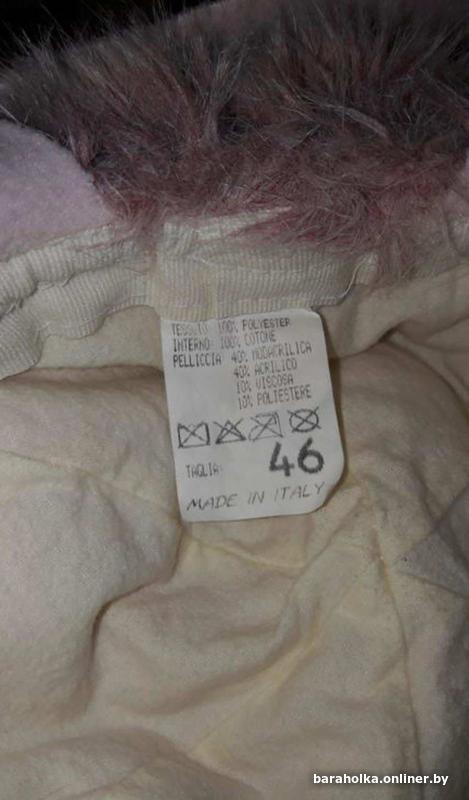 TESSUTO 100% POLYESTER
INTERNO: 100% COTONE
PELLICCIA 40% MODACRILICA
40% ACRILICO
10% VISCOSA
10% POLIESTERE
TAGLIA: 46
MADE IN ITALY
baraholka.onliner.by